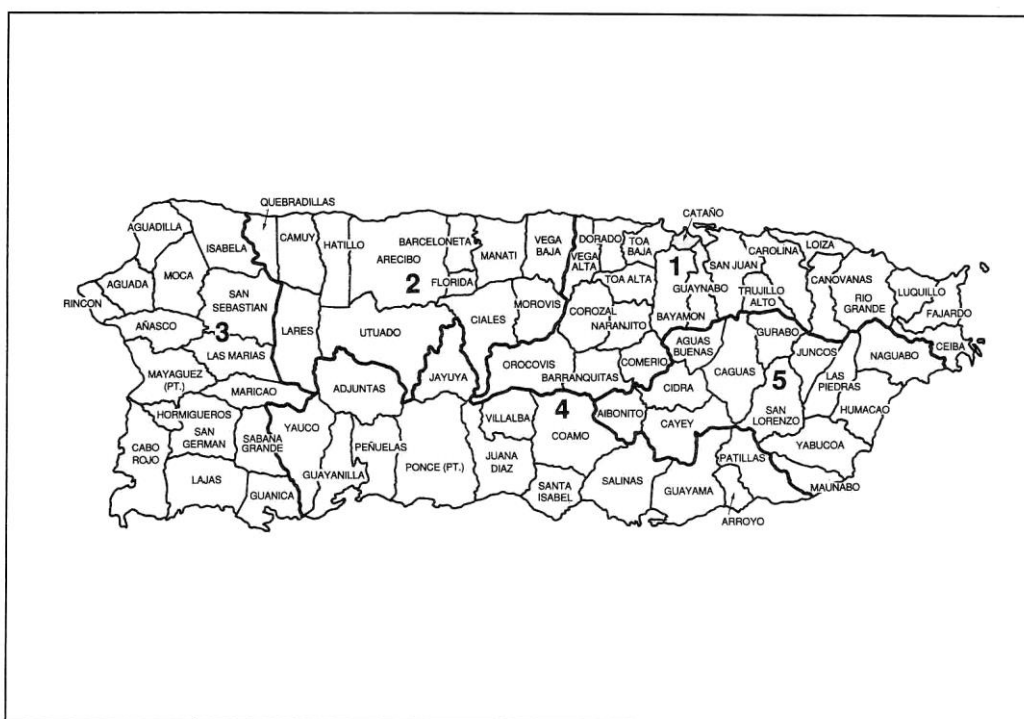 QUEBRADILLAS
CATAÑO
AGUADILLA
ISABELA
CAMUY
HATILLO
BARCELONETA
ARECIBO
MANATI
VEGA
BAJA
DORADO
VEGA
ALTA
TOA
BAJA
1
SAN JUAN
CAROLINA
LOIZA
MOCA
AGUADA
RINCON
SAN
SEBASTIAN
2
FLORIDA
TOA ALTA
GUAYNABO
TRUJILLO
ALTO
CANOVANAS
RIO
GRANDE
LUQUILLO
FAJARDO
AÑASCO
3
LARES
UTUADO
CIALES
MOROVIS
COROZAL
NARANJITO
BAYAMON
AGUAS
BUENAS
GURABO
JUNCOS
NAGUABO
CEIBA
LAS MARIAS
MAYAGUEZ
(PT.)
MARICAO
ADJUNTAS
JAYUYA
OROCOVIS
BARRANQUITAS
COMERIO
CIDRA
CAGUAS
5
LAS
PIEDRAS
HUMACAO
HORMIGUEROS
SAN
GERMAN
SABANA
GRANDE
YAUCO
VILLALBA
4
COAMO
AIBONITO
CAYEY
SAN
LORENZO
YABUCOA
CABO
ROJO
LAJAS
GUANICA
GUAYANILLA
PEÑUELAS
PONCE (PT.)
JUANA
DIAZ
SANTA
ISABEL
SALINAS
GUAYAMA
PATILLAS
MAUNABO
ARROYO